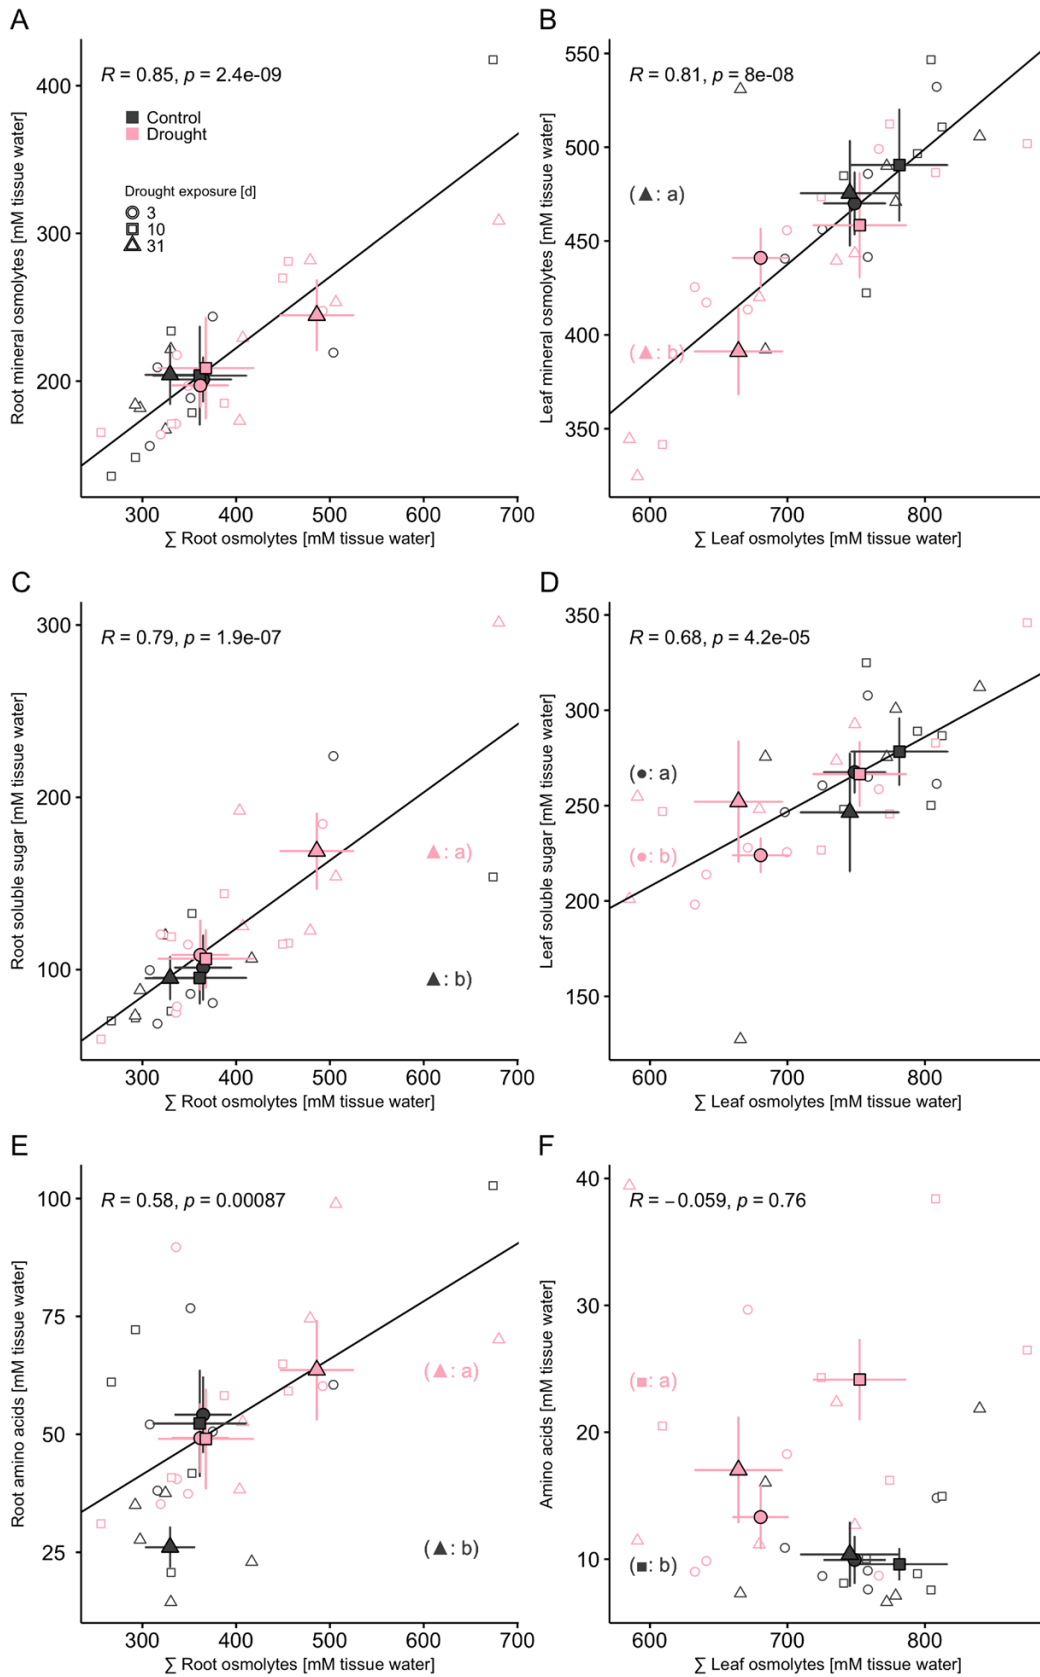 A
R = 0.85, p = 2.4e-09
Control
Drought
Drought exposure [d]
3
10
31
Root mineral osmolytes [mM tissue water]
400
300
200
300 400 500 600 700
∑ Root osmolytes [mM tissue water]
B
R = 0.81, p = 8e-08
(▲: a)
(▲: b)
Leaf mineral osmolytes [mM tissue water]
550
500
450
400
350
600 700 800
∑ Leaf osmolytes [mM tissue water]
C
R = 0.79, p = 1.9e-07
▲: a)
▲: b)
Root soluble sugar [mM tissue water]
300
200
100
300 400 500 600 700
∑ Root osmolytes [mM tissue water]
D
R = 0.68, p = 4.2e-05
(●: a)
(●: b)
Leaf soluble sugar [mM tissue water]
350
300
250
200
150
600 700 800
∑ Leaf osmolytes [mM tissue water]
E
R = 0.58, p = 0.00087
(▲: a)
(▲: b)
Root amino acids [mM tissue water]
100
75
50
25
300 400 500 600 700
∑ Root osmolytes [mM tissue water]
F
R = −0.059, p = 0.76
(■: a)
(■: b)
Amino acids [mM tissue water]
40
30
20
10
600 700 800
∑ Leaf osmolytes [mM tissue water]